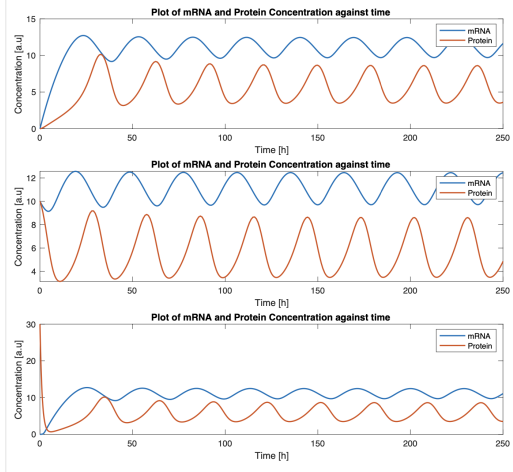 Plot of mRNA and Protein Concentration against time
15
10
5
0
Concentration [a.u]
mRNA
Protein
0 50 100 150 200 250
Time [h]
Plot of mRNA and Protein Concentration against time
12
10
8
6
4
Concentration [a.u]
mRNA
Protein
0 50 100 150 200 250
Time [h]
Plot of mRNA and Protein Concentration against time
30
20
10
0
Concentration [a.u]
mRNA
Protein
0 50 100 150 200 250
Time [h]